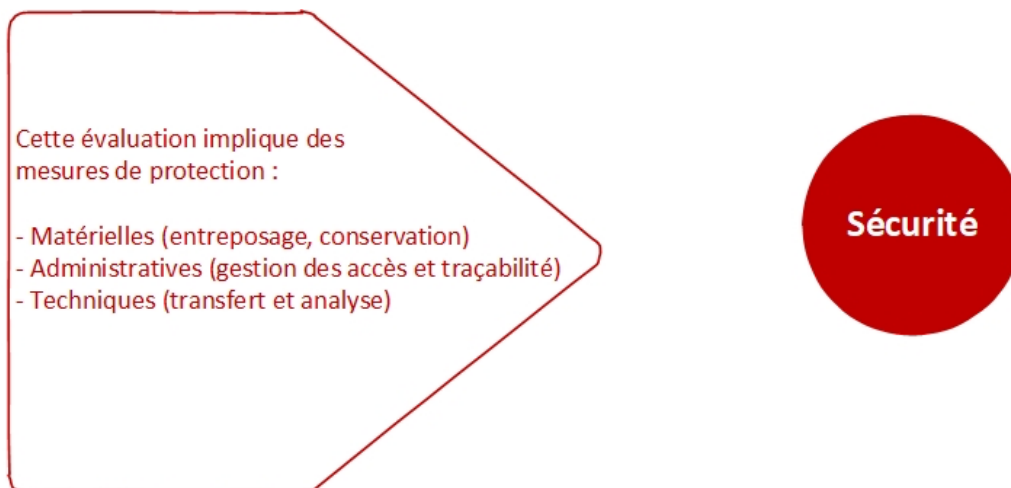 Cette évaluation implique des
mesures de protection :
- Matérielles (entreposage, conservation)
- Administratives (gestion des accès et traçabilité)
- Techniques (transfert et analyse)
Sécurité